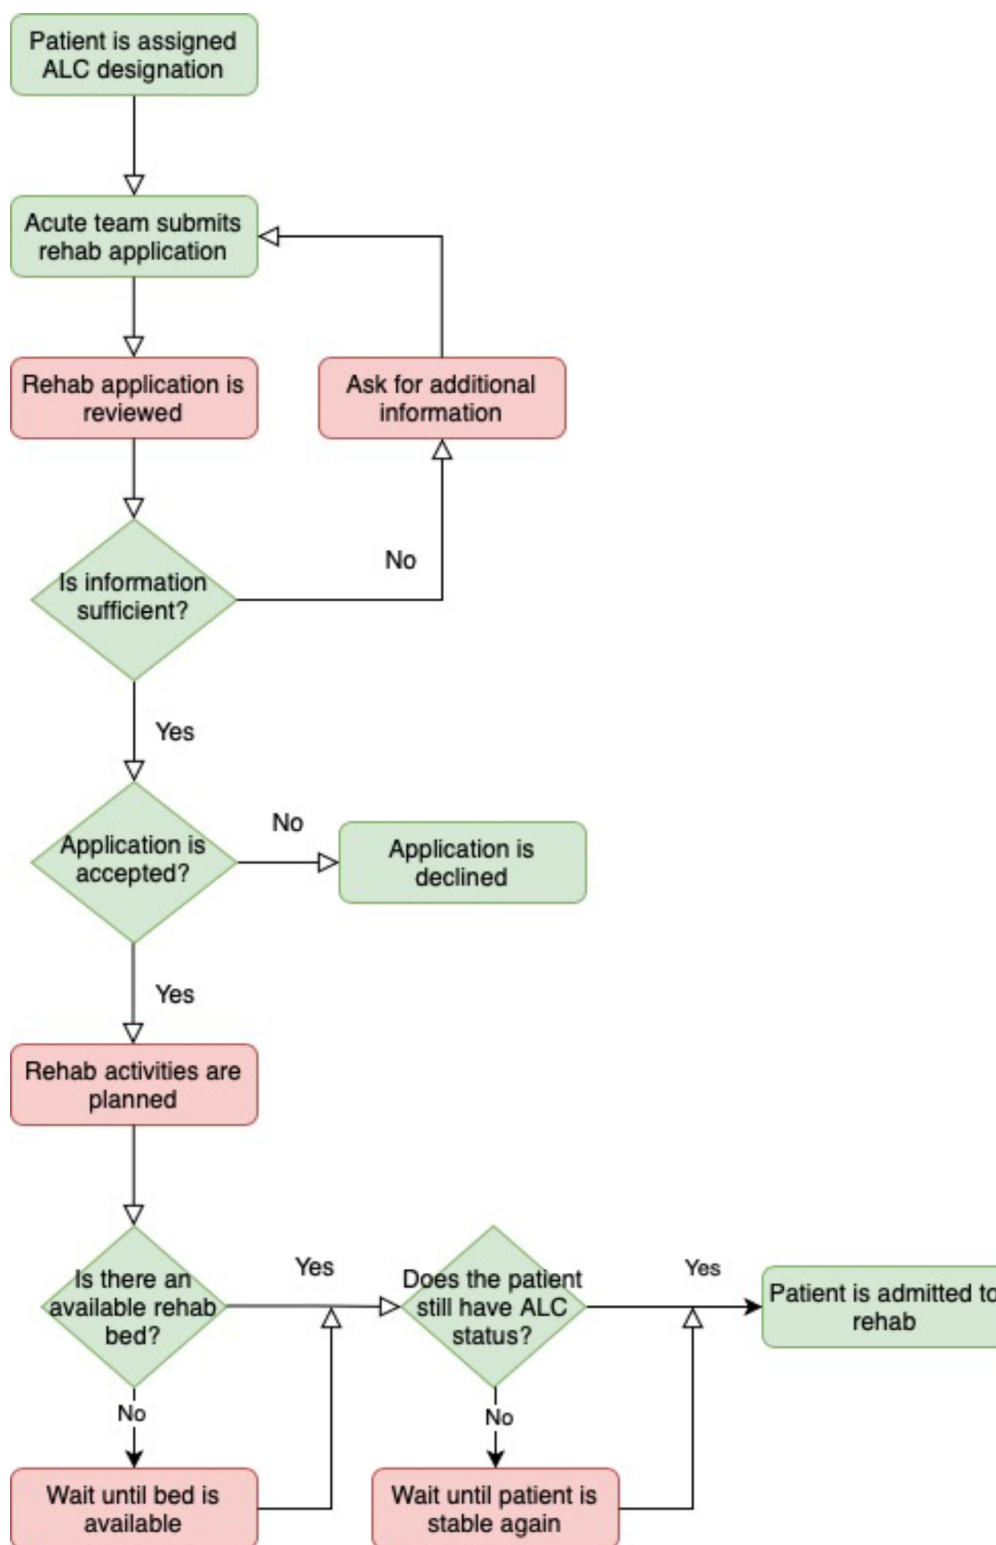 Patient is assigned
ALC designation
Acute team submits
rehab application
Rehab application is
reviewed
Ask for additional
information
No
Is information
sufficient?
Yes
No
Application is
accepted?
Application is
declined
Yes
Rehab activities are
planned
Is there an
available rehab
bed?
Yes
Does the patient
still have ALC
status?
Yes
Patient is admitted to
rehab
No
No
Wait until bed is
available
Wait until patient is
stable again